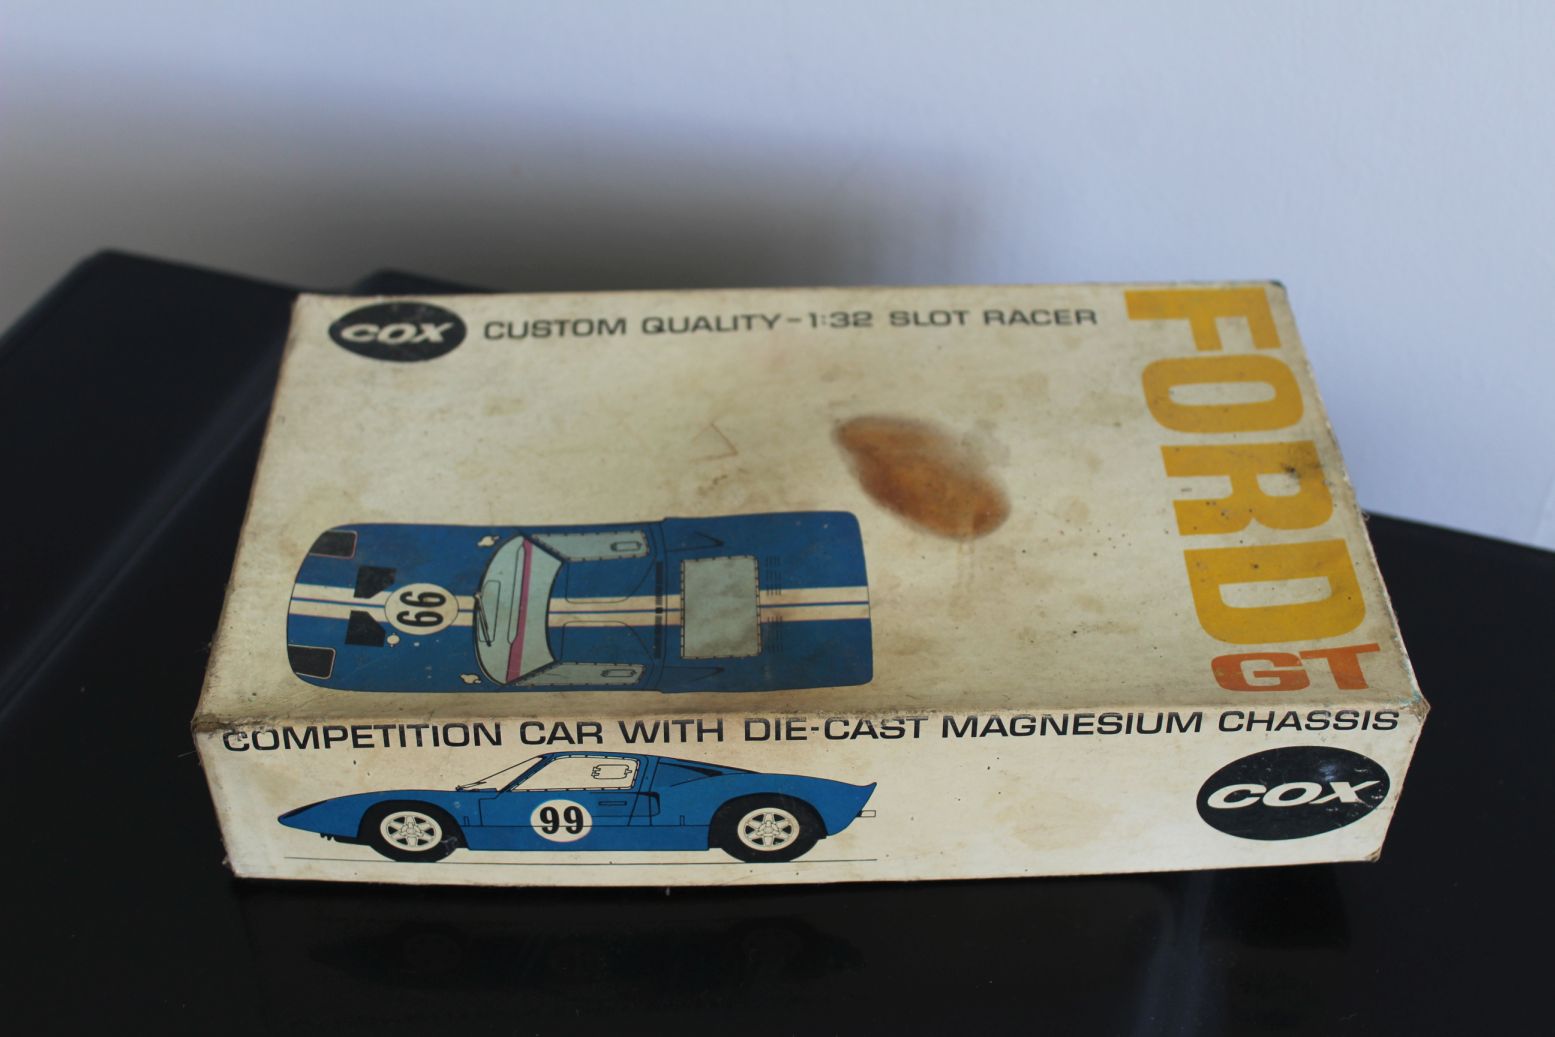 COX
CUSTOM QUALITY-1:32 SLOT RACER
FORD
GT
99
COMPETITION CAR WITH DIE-CAST MAGNESIUM CHASSIS
99
COX